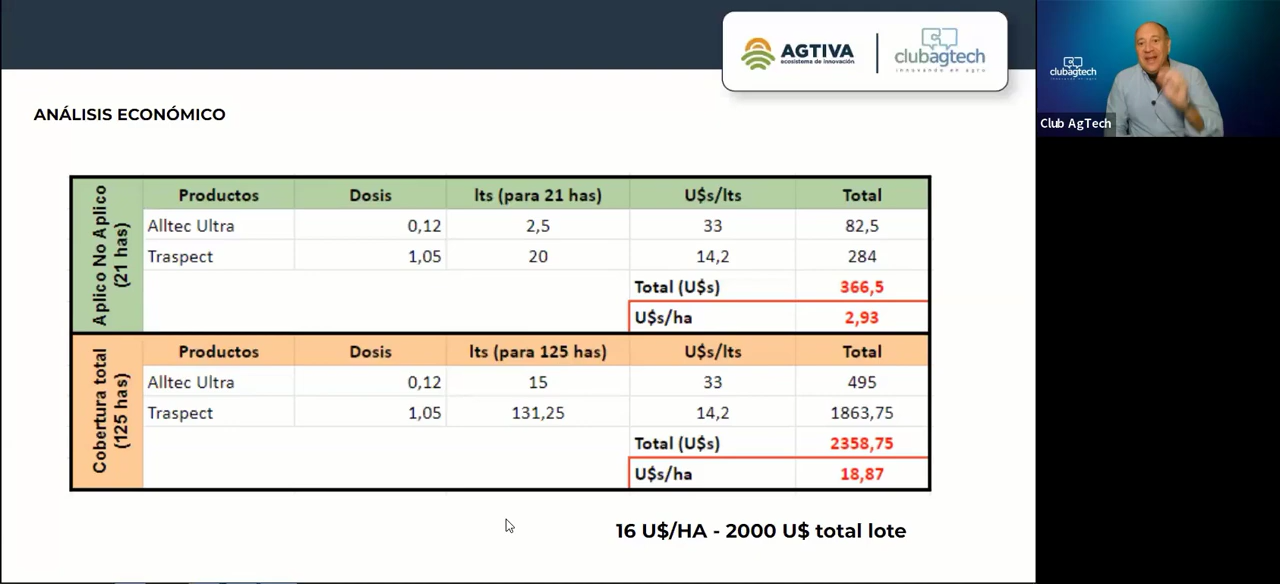 AGTIVA
ecosistema de innovación
clubagtech
innovando en agro
clubagtech
Club AgTech
ANÁLISIS ECONÓMICO
Aplico No Aplico
(21 has)
Productos Dosis lts (para 21 has) U$s/lts Total
Alltec Ultra 0,12 2,5 33 82,5
Traspect 1,05 20 14,2 284
Total (U$s) 366,5
U$s/ha 2,93
Cobertura total
(125 has)
Productos Dosis lts (para 125 has) U$s/lts Total
Alltec Ultra 0,12 15 33 495
Traspect 1,05 131,25 14,2 1863,75
Total (U$s) 2358,75
U$s/ha 18,87
16 U$/HA - 2000 U$ total lote